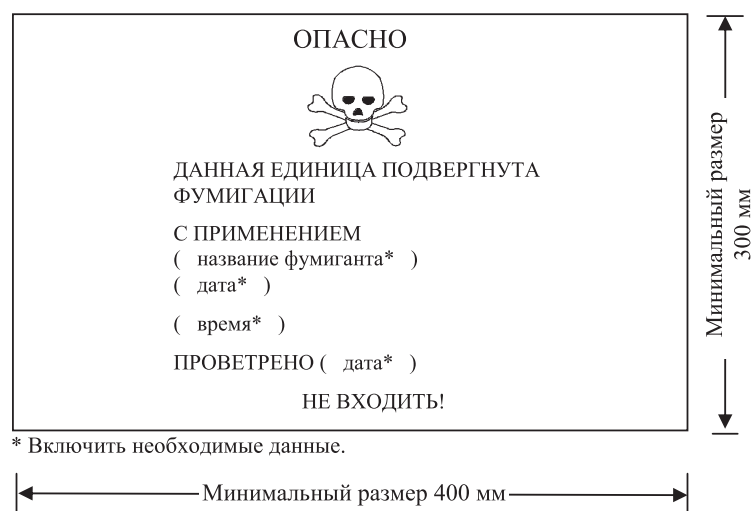 ОПАСНО
ДАННАЯ ЕДИНИЦА ПОДВЕРГНУТА
ФУМИГАЦИИ
С ПРИМЕНЕНИЕМ
( название фумиганта* )
( дата* )
( время* )
ПРОВЕТРЕНО ( дата* )
НЕ ВХОДИТЬ!
* Включить необходимые данные.
Минимальный размер 400 мм
Минимальный размер
300 мм